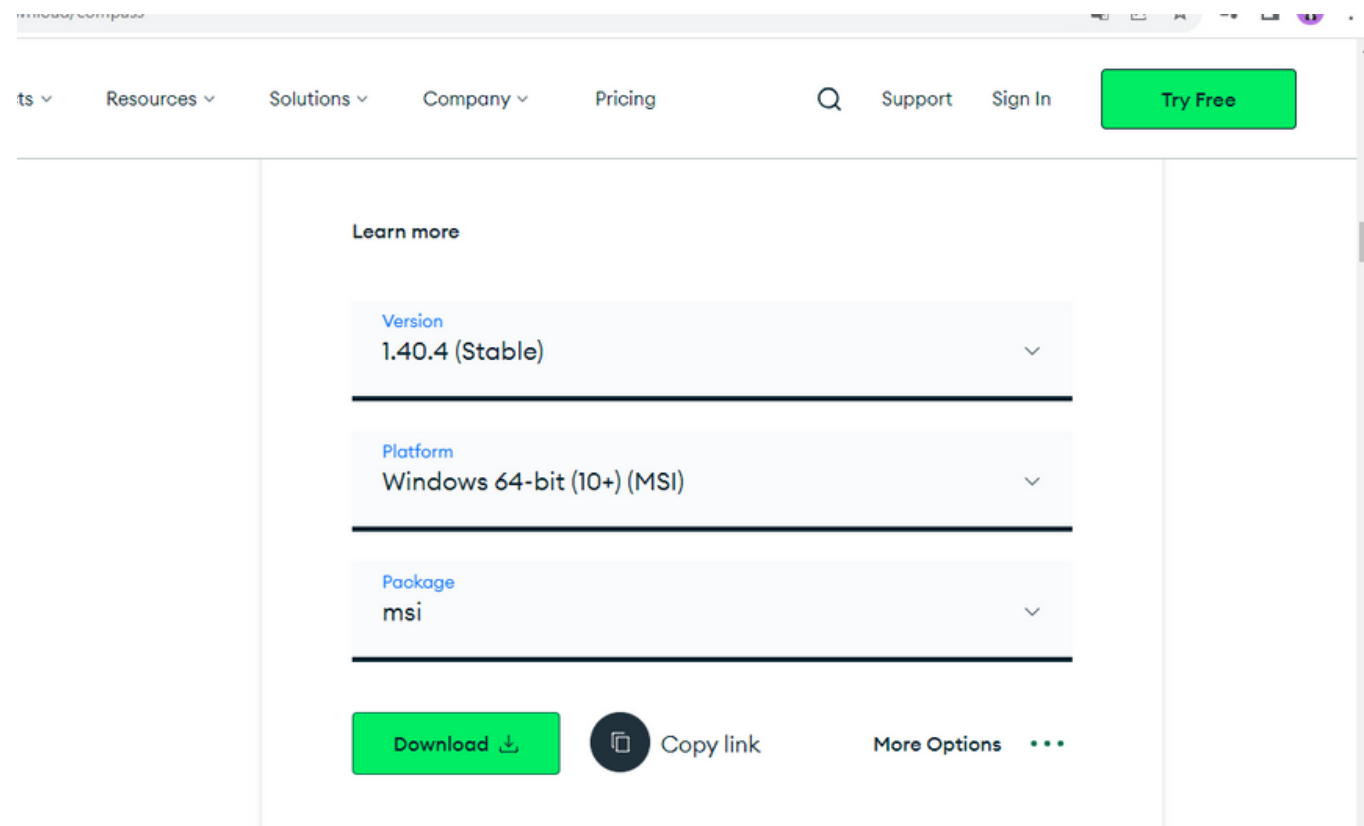 Resources
Solutions
Company
Pricing
Support
Sign In
Try Free
Learn more
Version
1.40.4 (Stable)
Platform
Windows 64-bit (10+) (MSI)
Package
msi
Download
Copy link
More Options